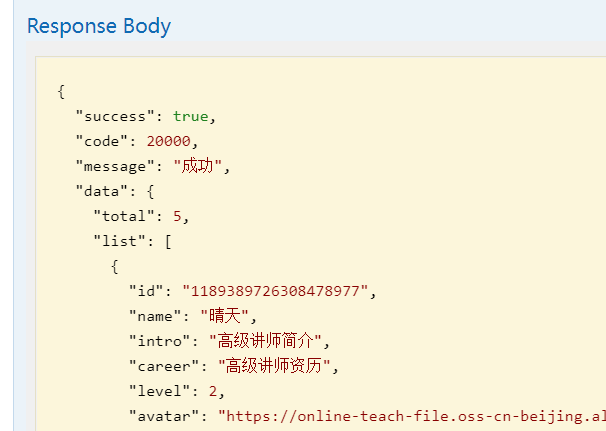 Response Body
{
"success": true,
"code": 20000,
"message": "成功",
"data": {
"total": 5,
"list": [
{
"id": "1189389726308478977",
"name": "晴天",
"intro": "高级讲师简介",
"career": "高级讲师资历",
"level": 2,
"avatar": "https://online-teach-file.oss-cn-beijing.al